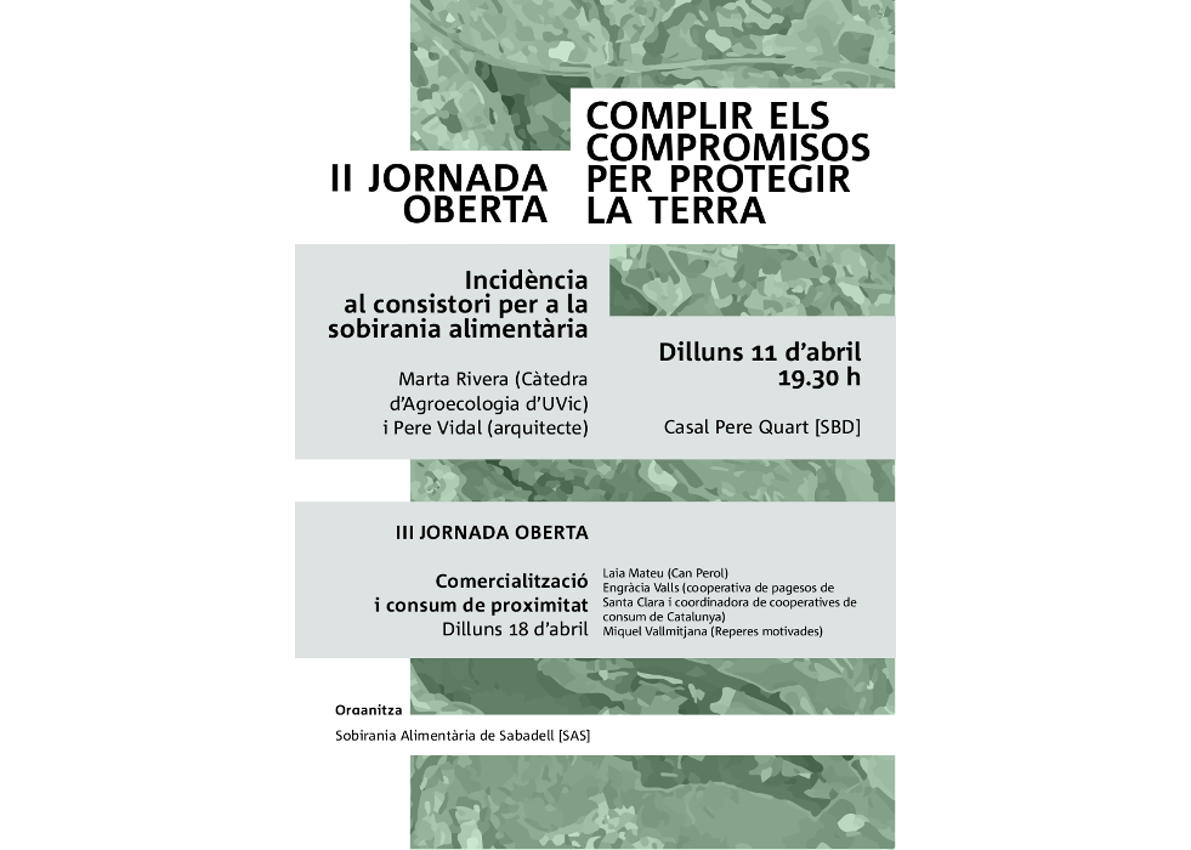 II JORNADA
OBERTA
COMPLIR ELS
COMPROMISOS
PER PROTEGIR
LA TERRA
Incidència
al consistori per a la
sobirania alimentària
Marta Rivera (Càtedra
d'Agroecologia d'UVic)
i Pere Vidal (arquitecte)
Dilluns 11 d'abril
19.30 h
Casal Pere Quart [SBD]
III JORNADA OBERTA
Comercialització
i consum de proximitat
Dilluns 18 d'abril
Laia Mateu (Can Perol)
Engràcia Valls (cooperativa de pagesos de
Santa Clara i coordinadora de cooperatives de
consum de Catalunya)
Miquel Vallmitjana (Reperes motivades)
Organitza
Sobirania Alimentària de Sabadell [SAS]